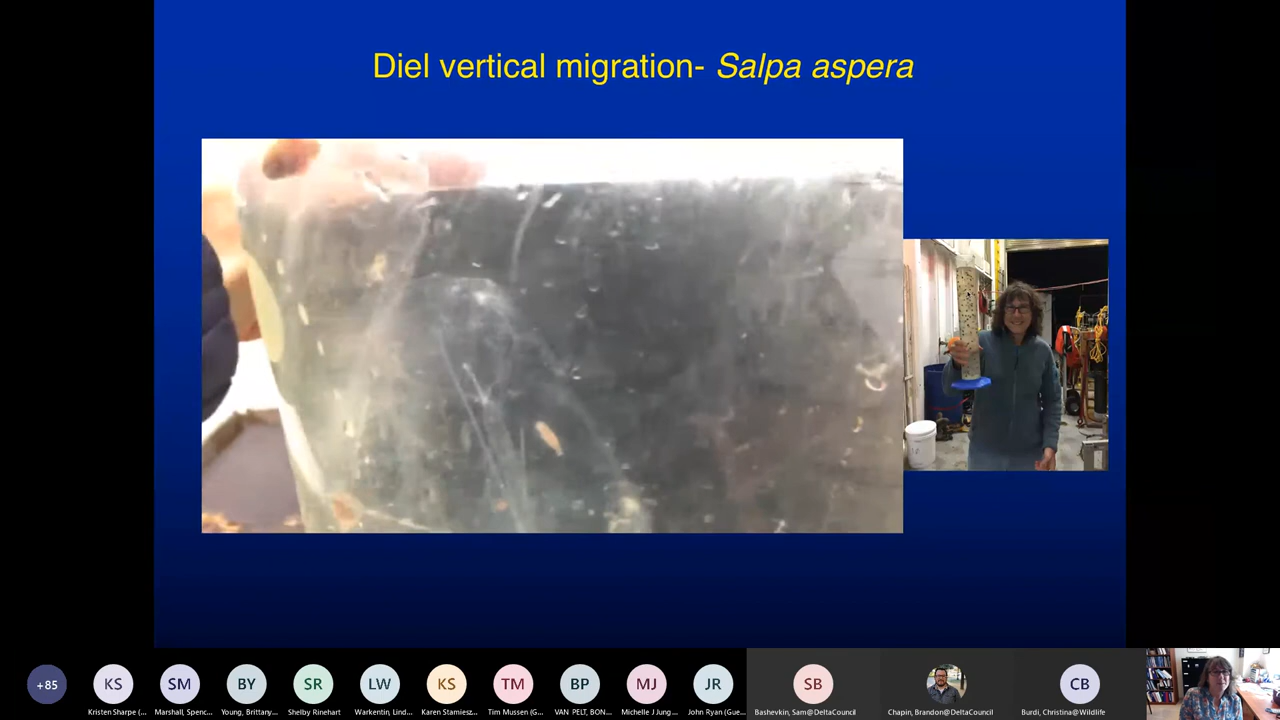 Diel vertical migration- Salpa aspera
+85
KS
SM
BY
SR
LW
KS
TM
BP
MJ
JR
SB
CB
Kristen Sharpe (...
Marshall, Spenc...
Young, Brittany...
Shelby Rinehart
Warkentin, Lind...
Karen Stamiesz...
Tim Mussen (G...
VAN PELT, BON...
Michelle J Jung...
John Ryan (Gue...
Bashevkin, Sam@DeltaCouncil
Chapin, Brandon@DeltaCouncil
Burdi, Christina@Wildlife